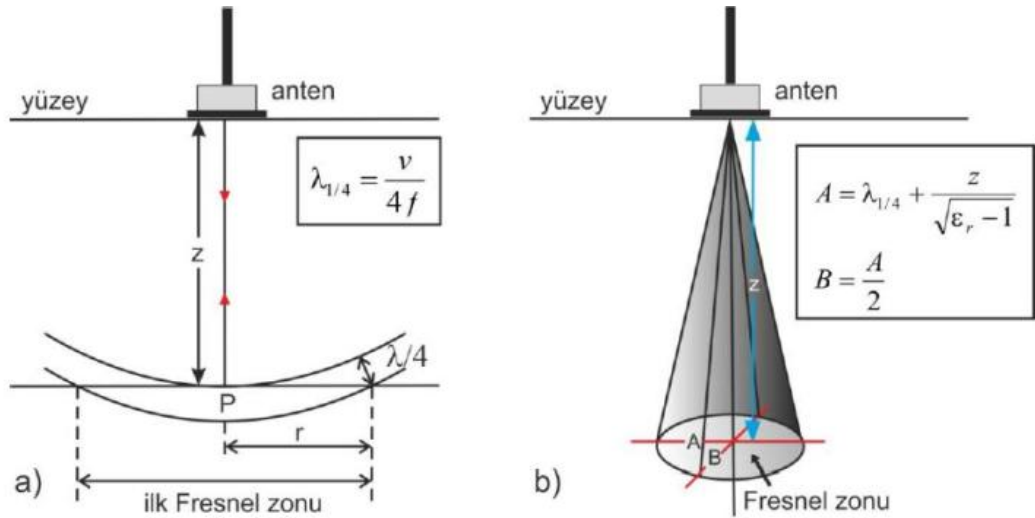 yüzey
anten
λ1/4 = v / 4f
z
λ/4
P
r
a)
ilk Fresnel zonu
yüzey
anten
A = λ1/4 + z / √(εr − 1)
B = A / 2
z
A
B
b)
Fresnel zonu